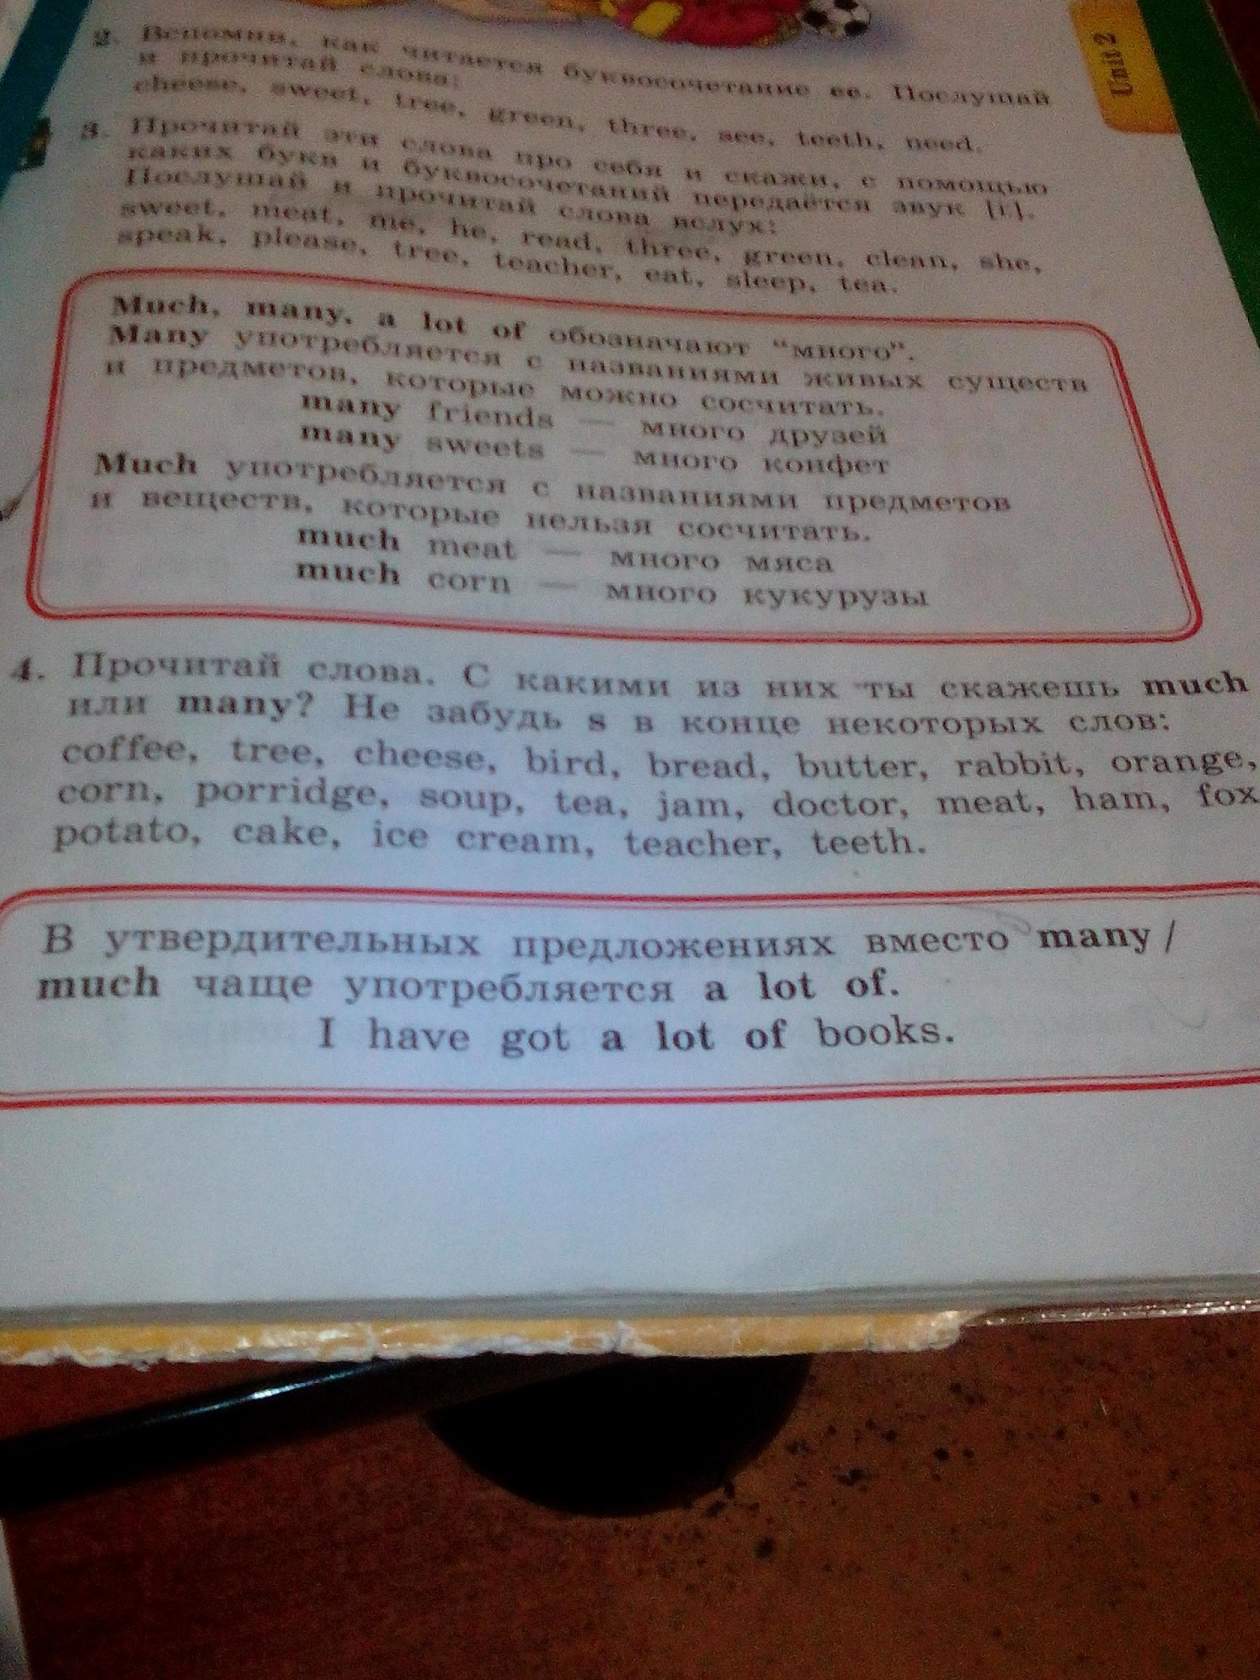 Unit 2
2. Вспомни, как читается буквосочетание ee. Послушай
и прочитай слова:
cheese, sweet, tree, green, three, see, teeth, need.
3. Прочитай эти слова про себя и скажи, с помощью
каких букв и буквосочетаний передаётся звук [i:].
Послушай и прочитай слова вслух:
sweet, meat, me, he, read, three, green, clean, she,
speak, please, tree, teacher, eat, sleep, tea.
Much, many, a lot of обозначают “много”.
Many употребляется с названиями живых существ
и предметов, которые можно сосчитать.
many friends — много друзей
many sweets — много конфет
Much употребляется с названиями предметов
и веществ, которые нельзя сосчитать.
much meat — много мяса
much corn — много кукурузы
4. Прочитай слова. С какими из них ты скажешь much
или many? Не забудь s в конце некоторых слов:
coffee, tree, cheese, bird, bread, butter, rabbit, orange,
corn, porridge, soup, tea, jam, doctor, meat, ham, fox
potato, cake, ice cream, teacher, teeth.
В утвердительных предложениях вместо many /
much чаще употребляется a lot of.
I have got a lot of books.